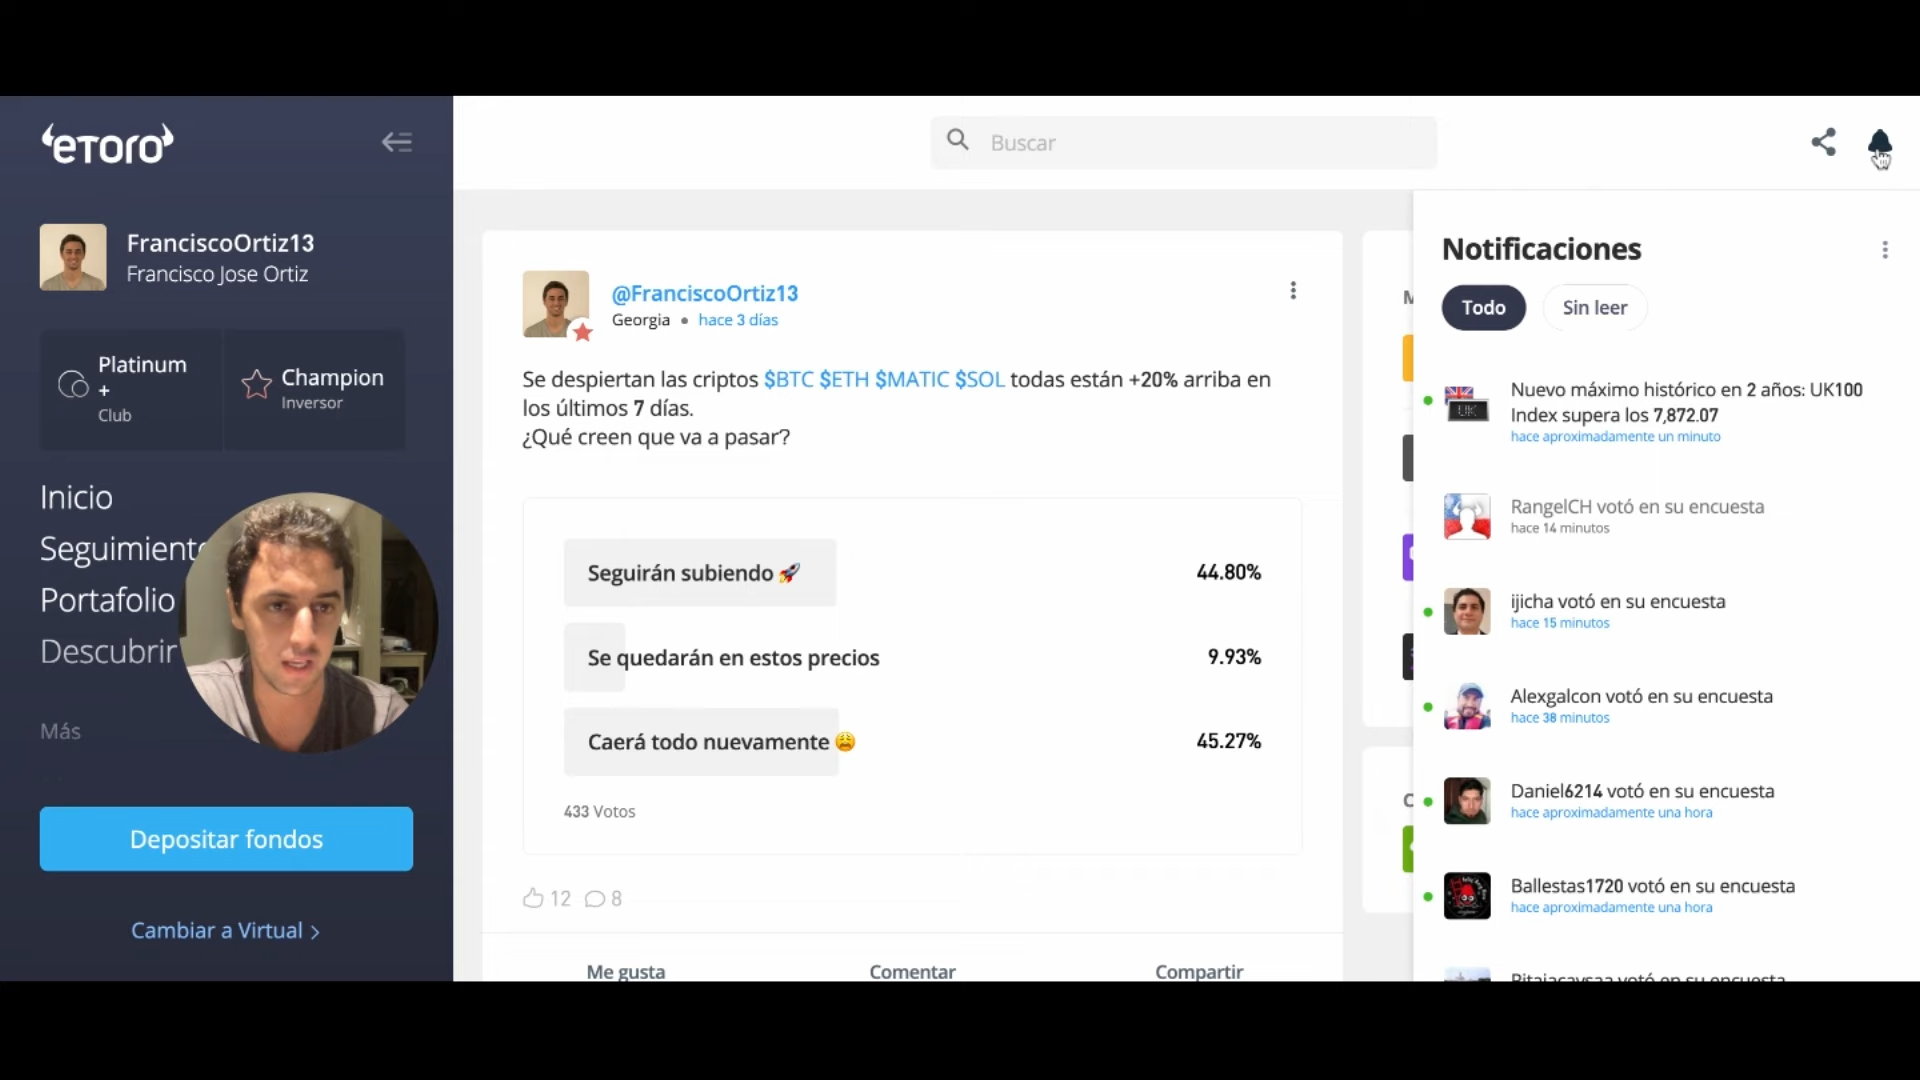 eToro
Buscar
FranciscoOrtiz13
Francisco Jose Ortiz
Platinum
+
Club
Champion
Inversor
Inicio
Seguimiento
Portafolio
Descubrir
Más
Depositar fondos
Cambiar a Virtual >
@FranciscoOrtiz13
Georgia • hace 3 días
Se despiertan las criptos $BTC $ETH $MATIC $SOL todas están +20% arriba en
los últimos 7 días.
¿Qué creen que va a pasar?
Seguirán subiendo 🚀 44.80%
Se quedarán en estos precios 9.93%
Caerá todo nuevamente 😩 45.27%
433 Votos
12 8
Me gusta Comentar Compartir
Notificaciones
Todo Sin leer
UK
Nuevo máximo histórico en 2 años: UK100
Index supera los 7,872.07
hace aproximadamente un minuto
RangelCH votó en su encuesta
hace 14 minutos
ijicha votó en su encuesta
hace 15 minutos
Alexgalcon votó en su encuesta
hace 38 minutos
Daniel6214 votó en su encuesta
hace aproximadamente una hora
Ballestas1720 votó en su encuesta
hace aproximadamente una hora
votó en su encuesta